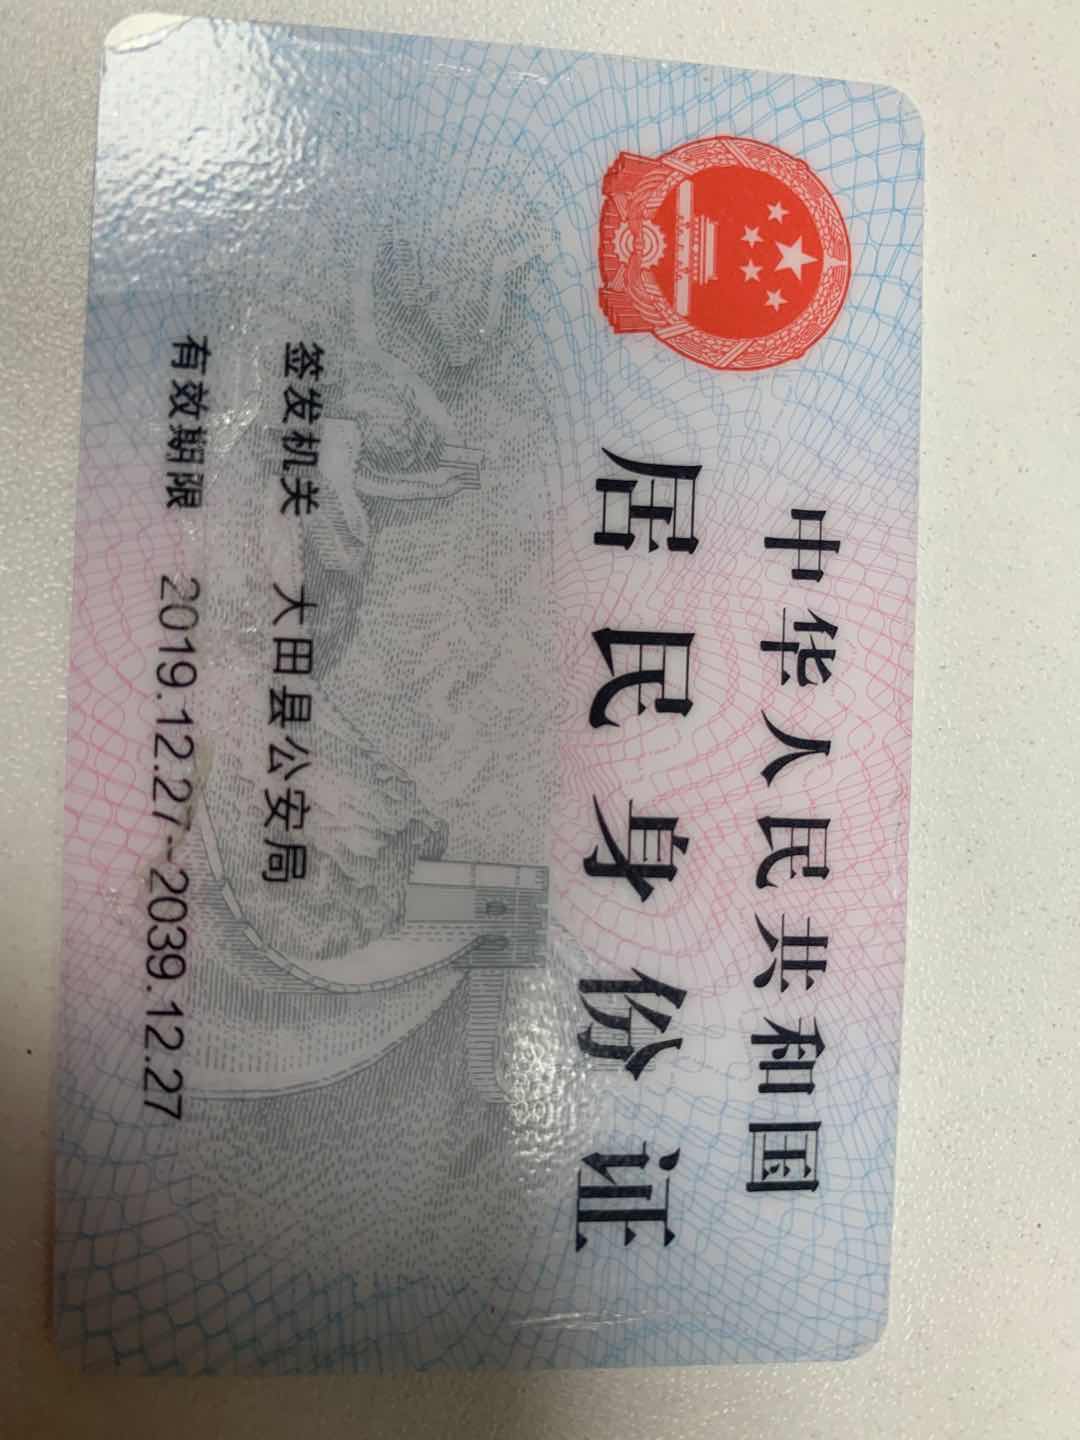 中华人民共和国
居民身份证
签发机关 大田县公安局
有效期限 2019.12.27-2039.12.27